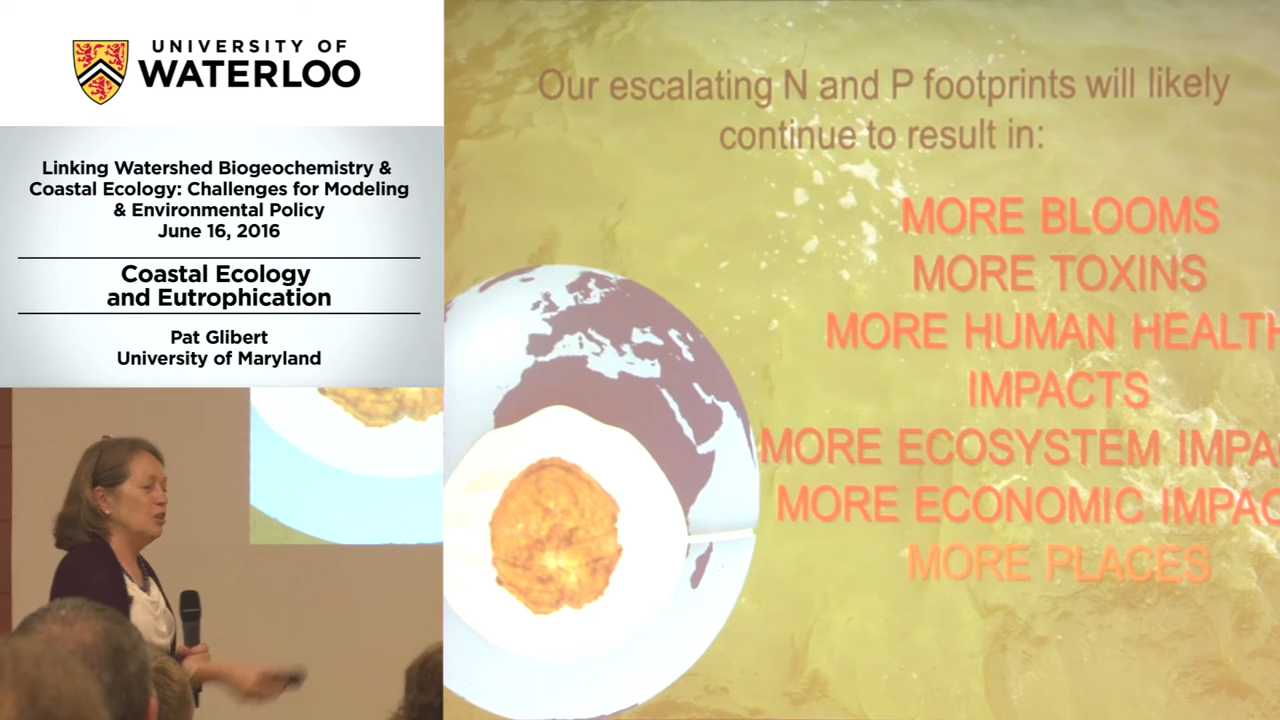 UNIVERSITY OF
WATERLOO
Linking Watershed Biogeochemistry &
Coastal Ecology: Challenges for Modeling
& Environmental Policy
June 16, 2016
Coastal Ecology
and Eutrophication
Pat Glibert
University of Maryland
Our escalating N and P footprints will likely
continue to result in:
MORE BLOOMS
MORE TOXINS
MORE HUMAN HEALTH
IMPACTS
MORE ECOSYSTEM IMPA
MORE ECONOMIC IMPAC
MORE PLACES